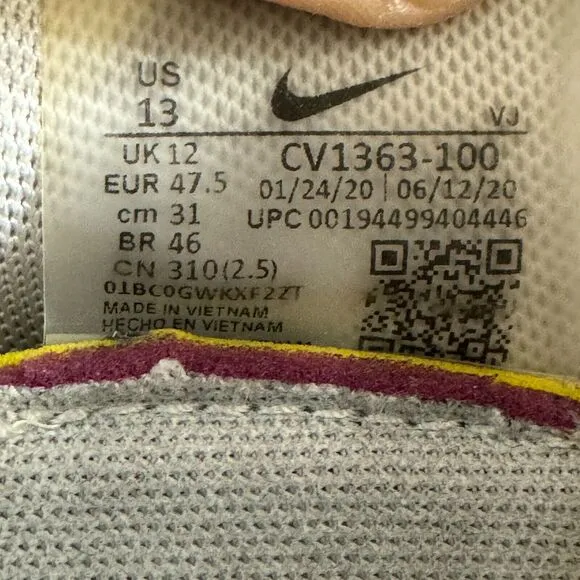 US
13
VJ
UK 12
EUR 47.5
cm 31
BR 46
CN 310(2.5)
CV1363-100
01/24/20 | 06/12/20
UPC 00194499404446
01BC0GWKXF22T
MADE IN VIETNAM
HECHO EN VIETNAM